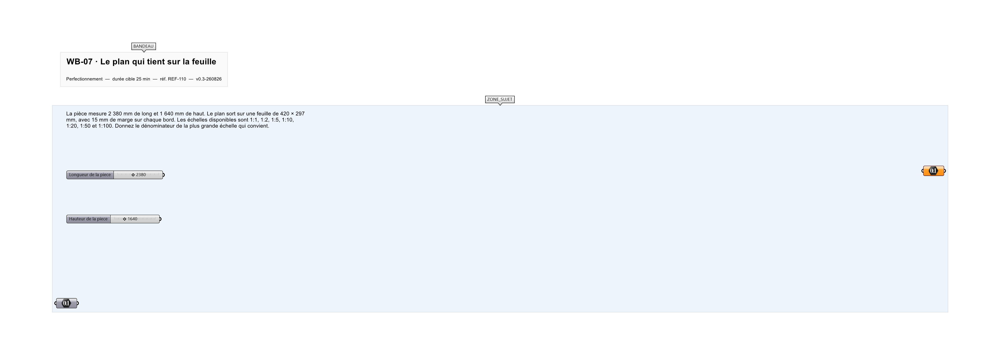 BANDEAU
WB-07 · Le plan qui tient sur la feuille
Perfectionnement — durée cible 25 min — réf. REF-110 — v0.3-260826
ZONE_SUJET
La pièce mesure 2 380 mm de long et 1 640 mm de haut. Le plan sort sur une feuille de 420 × 297
mm, avec 15 mm de marge sur chaque bord. Les échelles disponibles sont 1:1, 1:2, 1:5, 1:10,
1:20, 1:50 et 1:100. Donnez le dénominateur de la plus grande échelle qui convient.
Longueur de la piece 2380
0.1
Hauteur de la piece 1640
0.1